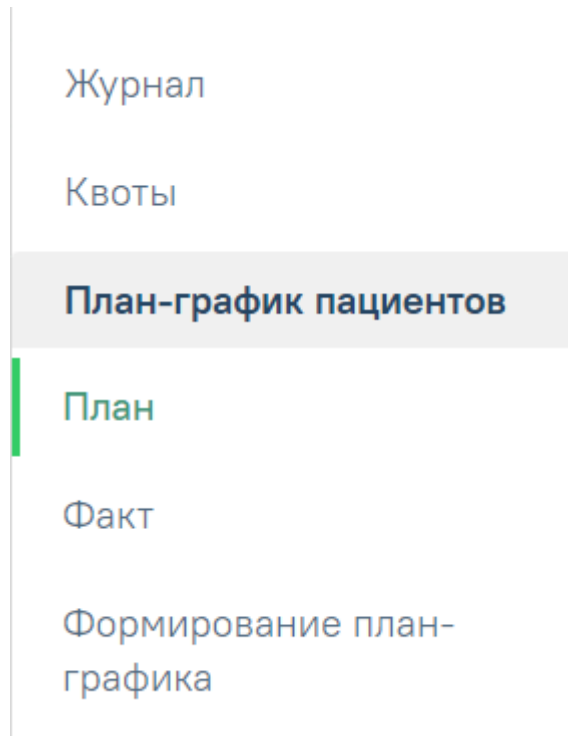 Журнал
Квоты
План-график пациентов
План
Факт
Формирование план-
графика